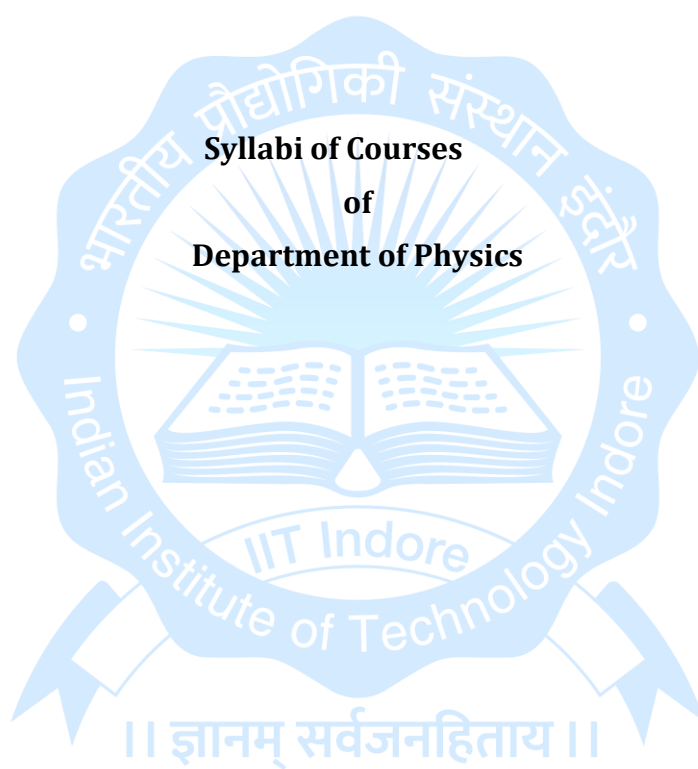 भारतीय प्रौद्योगिकी संस्थान इंदौर
Syllabi of Courses
of
Department of Physics
IIT Indore
Indian Institute of Technology Indore
।। ज्ञानम् सर्वजनहिताय ।।